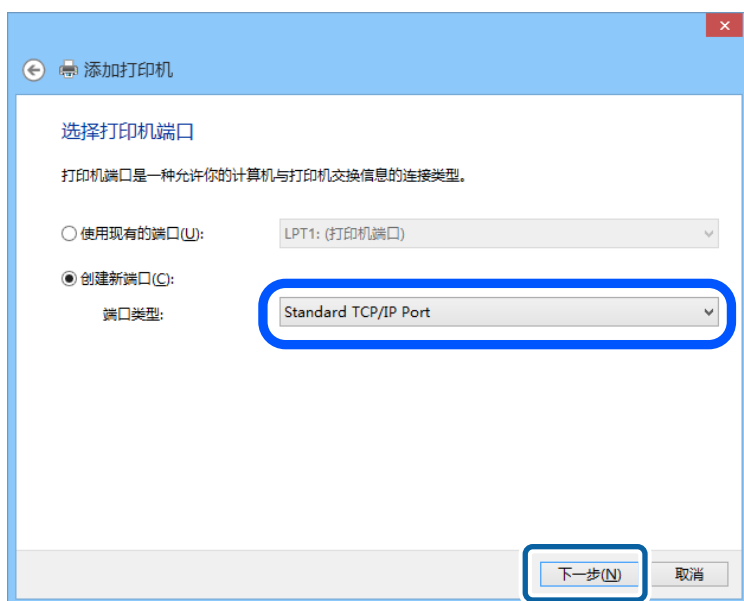 添加打印机
选择打印机端口
打印机端口是一种允许你的计算机与打印机交换信息的连接类型。
使用现有的端口(U): LPT1: (打印机端口)
创建新端口(C):
端口类型: Standard TCP/IP Port
下一步(N) 取消